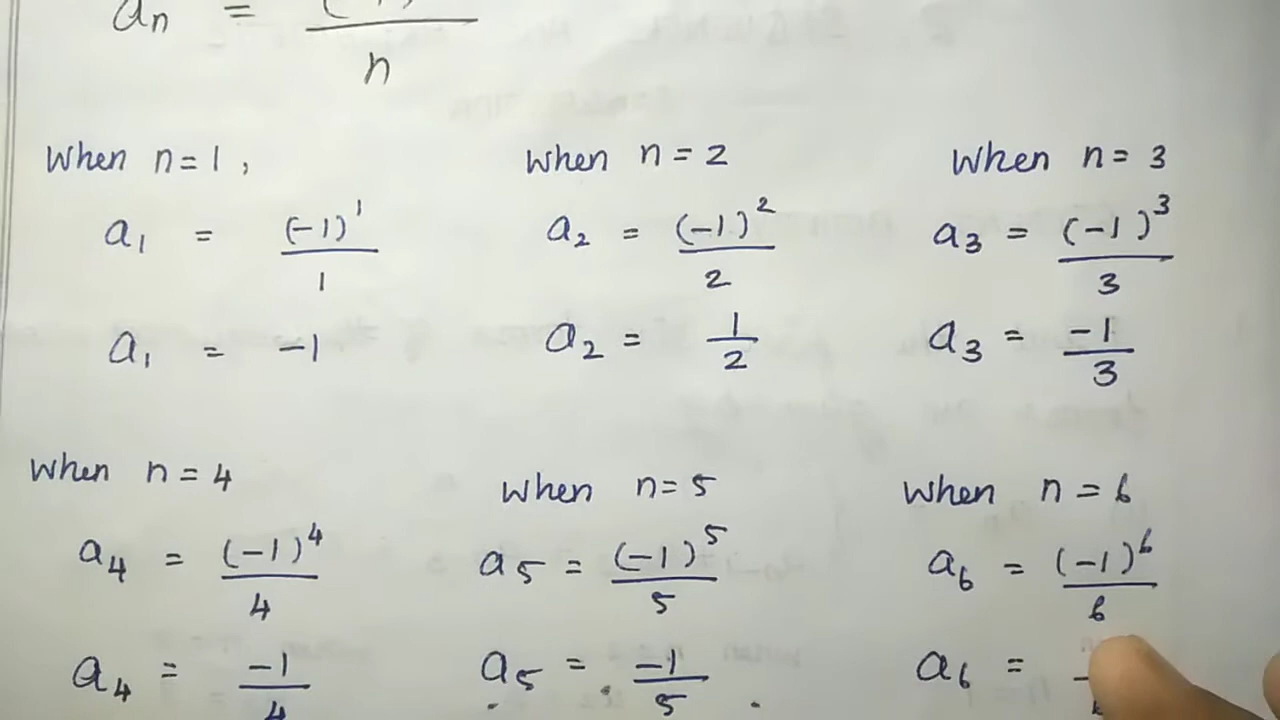 aₙ = (-1)
n
When n=1, When n=2 When n=3
a₁ = (-1)¹/1 a₂ = (-1)²/2 a₃ = (-1)³/3
a₁ = -1 a₂ = 1/2 a₃ = -1/3
When n=4 When n=5 When n=6
a₄ = (-1)⁴/4 a₅ = (-1)⁵/5 a₆ = (-1)⁶/6
a₄ = -1/4 a₅ = -1/5 a₆ =